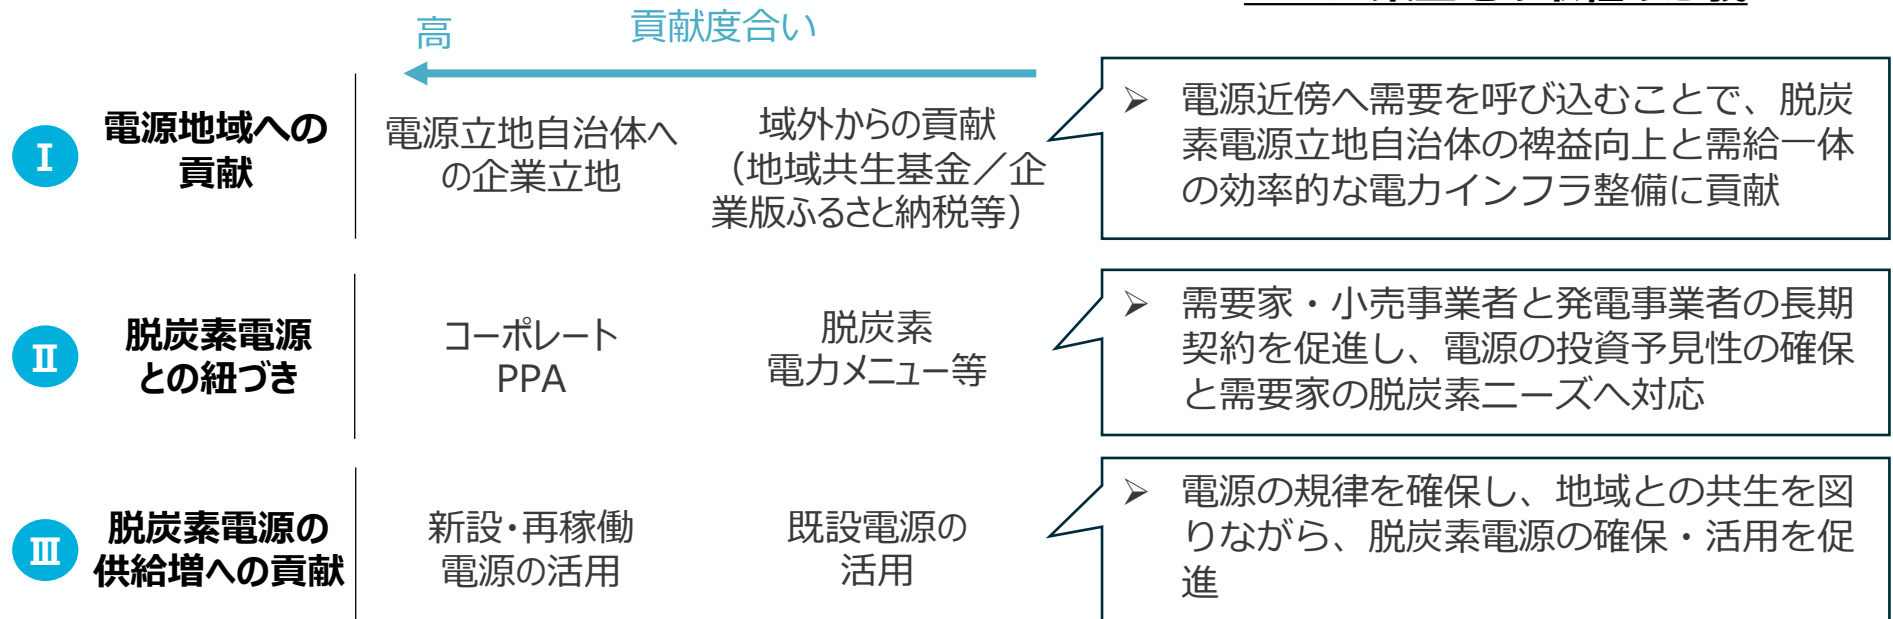 高
貢献度合い
Ⅰ
電源地域への
貢献
電源立地自治体へ
の企業立地
域外からの貢献
（地域共生基金／企
業版ふるさと納税等）
➢ 電源近傍へ需要を呼び込むことで、脱炭
素電源立地自治体の裨益向上と需給一体
の効率的な電力インフラ整備に貢献
Ⅱ
脱炭素電源
との紐づき
コーポレート
PPA
脱炭素
電力メニュー等
➢ 需要家・小売事業者と発電事業者の長期
契約を促進し、電源の投資予見性の確保
と需要家の脱炭素ニーズへ対応
Ⅲ
脱炭素電源の
供給増への貢献
新設・再稼働
電源の活用
既設電源の
活用
➢ 電源の規律を確保し、地域との共生を図
りながら、脱炭素電源の確保・活用を促
進